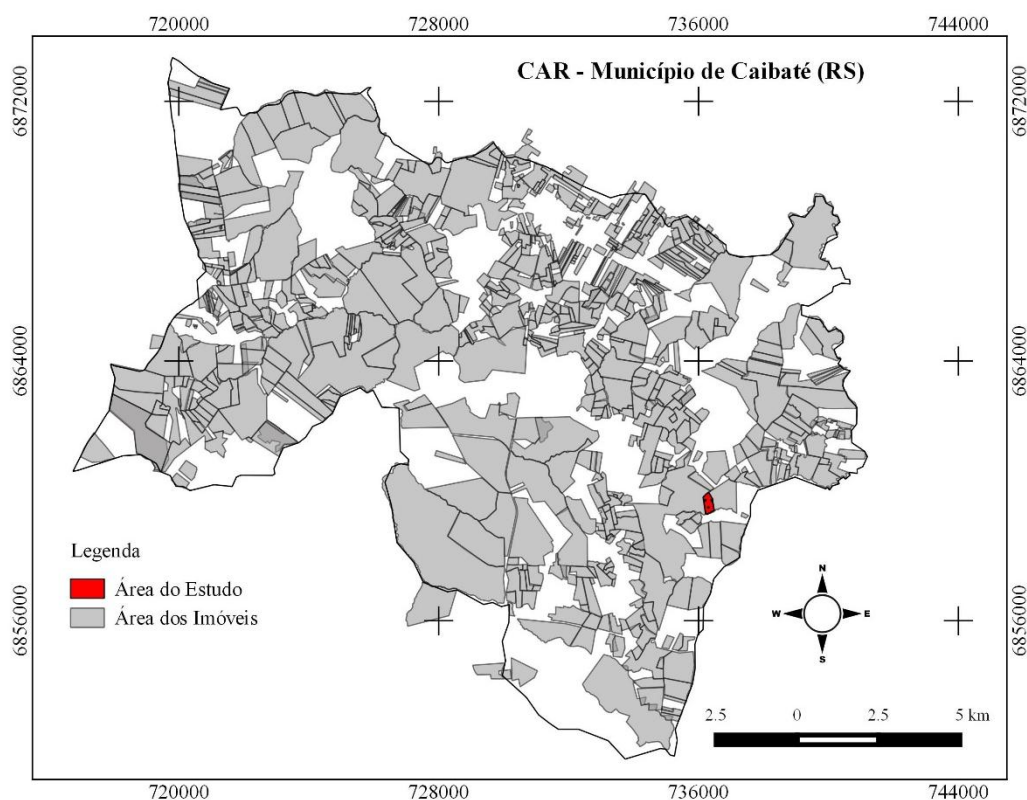 720000 728000 736000 744000
CAR - Município de Caibaté (RS)
6872000 6872000
6864000 6864000
Legenda
Área do Estudo
Área dos Imóveis
N
W E
S
6856000 6856000
2.5 0 2.5 5 km
720000 728000 736000 744000